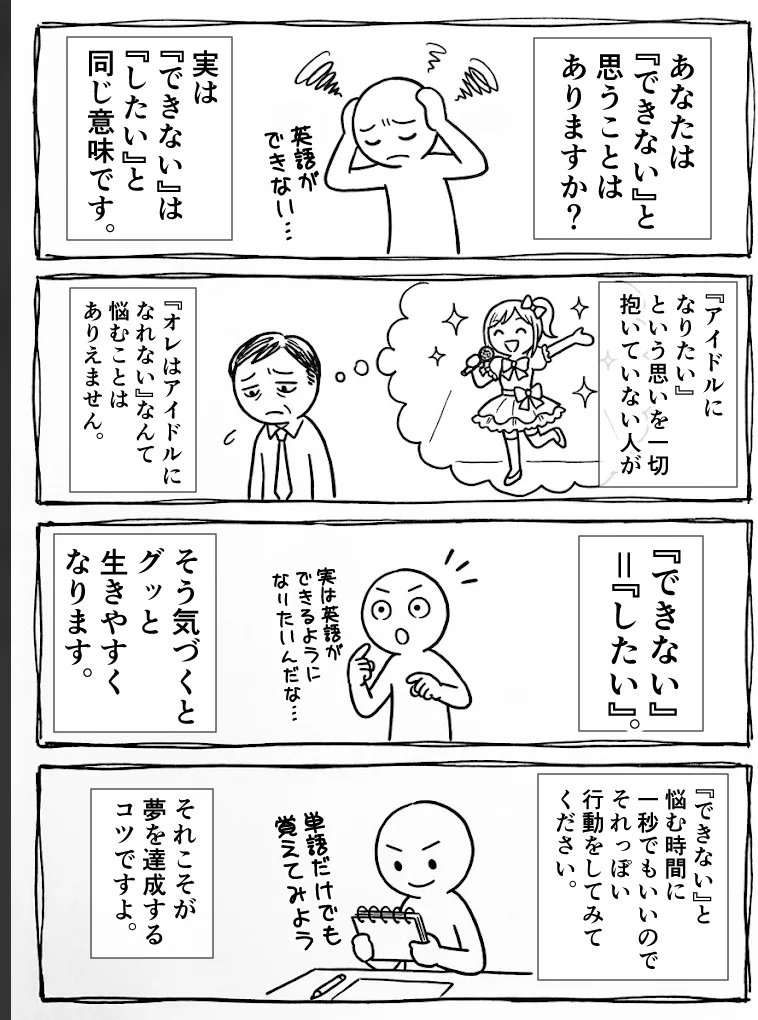 あなたは
『できない』と
思うことは
ありますか？
英語が
できない…
実は
『できない』は
『したい』と
同じ意味です。
『アイドルに
なりたい』
という思いを一切
抱いていない人が
『オレはアイドルに
なれない』なんて
悩むことは
ありえません。
『できない』
＝『したい』。
実は英語が
できるように
なりたいんだな…
そう気づくと
グッと
生きやすく
なります。
『できない』と
悩む時間に
一秒でもいいので
それっぽい
行動をしてみて
ください。
単語だけでも
覚えてみよう
それこそが
夢を達成する
コツですよ。